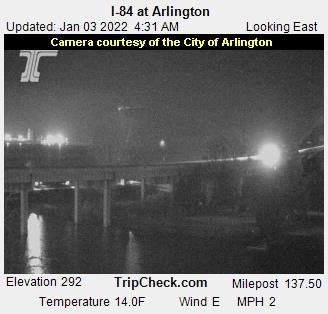 I-84 at Arlington
Updated: Jan 03 2022 4:31 AM Looking East
Camera courtesy of the City of Arlington
Elevation 292 TripCheck.com Milepost 137.50
Temperature 14.0F Wind E MPH 2